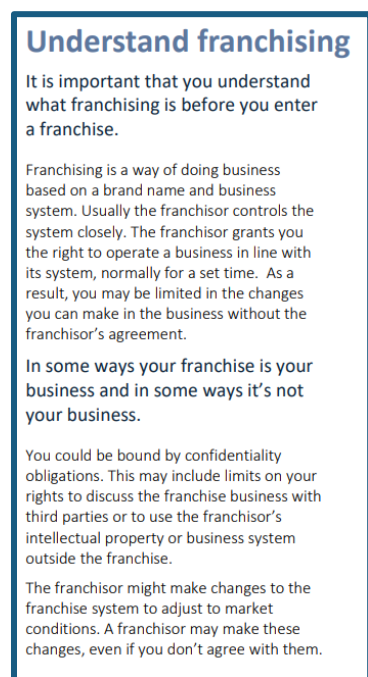 Understand franchising
It is important that you understand
what franchising is before you enter
a franchise.
Franchising is a way of doing business
based on a brand name and business
system. Usually the franchisor controls the
system closely. The franchisor grants you
the right to operate a business in line with
its system, normally for a set time.  As a
result, you may be limited in the changes
you can make in the business without the
franchisor’s agreement.
In some ways your franchise is your
business and in some ways it’s not
your business.
You could be bound by confidentiality
obligations. This may include limits on your
rights to discuss the franchise business with
third parties or to use the franchisor’s
intellectual property or business system
outside the franchise.
The franchisor might make changes to the
franchise system to adjust to market
conditions. A franchisor may make these
changes, even if you don’t agree with them.